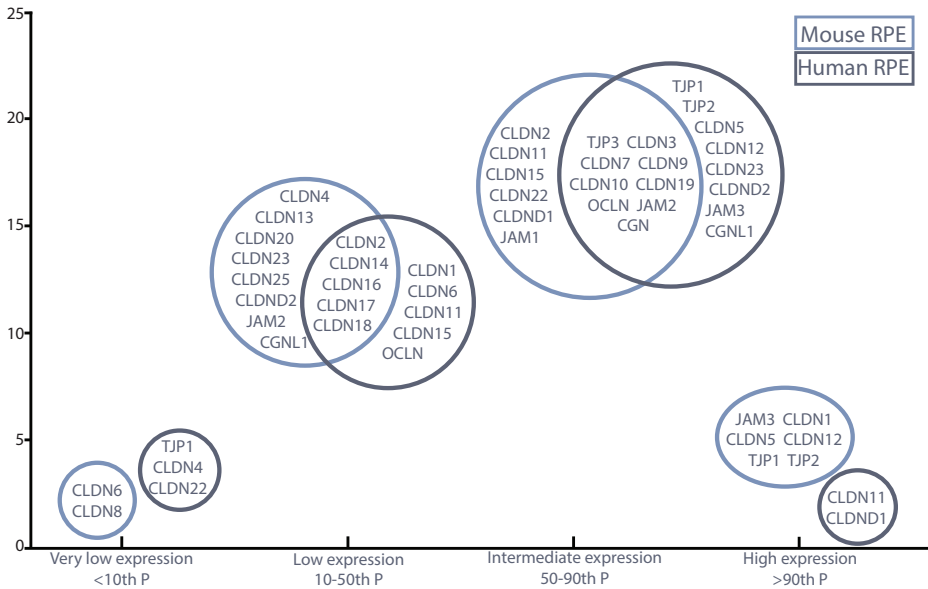 25
20
15
10
5
0
Mouse RPE
Human RPE
CLDN6
CLDN8
TJP1
CLDN4
CLDN22
CLDN4
CLDN13
CLDN20
CLDN23
CLDN25
CLDND2
JAM2
CGNL1
CLDN2
CLDN14
CLDN16
CLDN17
CLDN18
CLDN1
CLDN6
CLDN11
CLDN15
OCLN
CLDN2
CLDN11
CLDN15
CLDN22
CLDND1
JAM1
TJP3 CLDN3
CLDN7 CLDN9
CLDN10 CLDN19
OCLN JAM2
CGN
TJP1
TJP2
CLDN5
CLDN12
CLDN23
CLDND2
JAM3
CGNL1
JAM3 CLDN1
CLDN5 CLDN12
TJP1 TJP2
CLDN11
CLDND1
Very low expression
<10th P
Low expression
10-50th P
Intermediate expression
50-90th P
High expression
>90th P